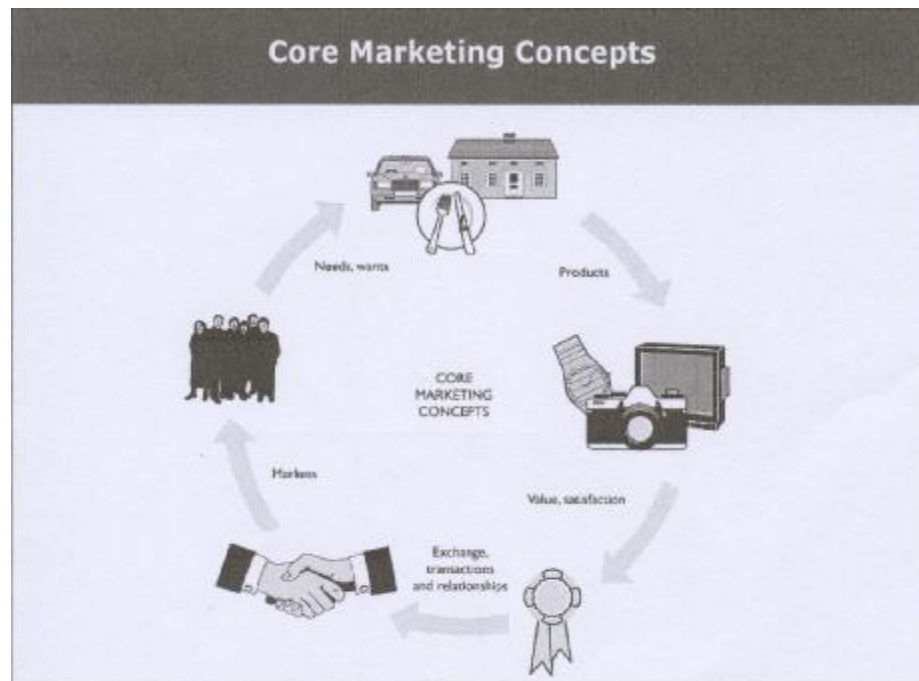 Core Marketing Concepts
Needs, wants
Products
CORE
MARKETING
CONCEPTS
Markets
Value, satisfaction
Exchange,
transactions
and relationships